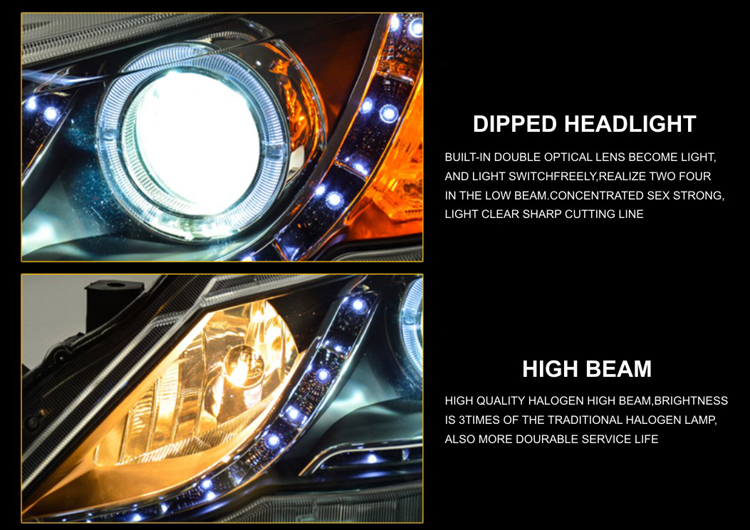 DIPPED HEADLIGHT
BUILT-IN DOUBLE OPTICAL LENS BECOME LIGHT,
AND LIGHT SWITCHFREELY,REALIZE TWO FOUR
IN THE LOW BEAM.CONCENTRATED SEX STRONG,
LIGHT CLEAR SHARP CUTTING LINE
HIGH BEAM
HIGH QUALITY HALOGEN HIGH BEAM,BRIGHTNESS
IS 3TIMES OF THE TRADITIONAL HALOGEN LAMP,
ALSO MORE DOURABLE SERVICE LIFE